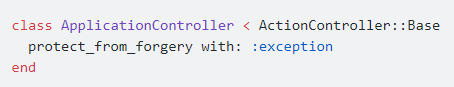 class ApplicationController < ActionController::Base
  protect_from_forgery with: :exception
end